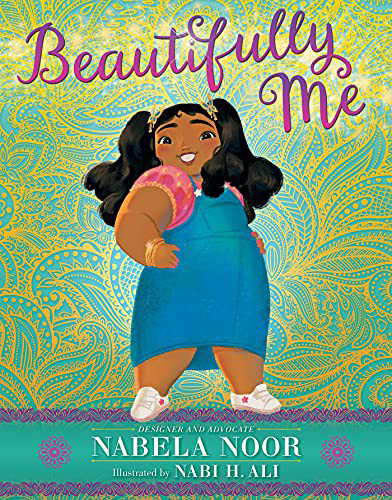 Beautifully
Me
DESIGNER AND ADVOCATE
NABELA NOOR
Illustrated by NABI H. ALI